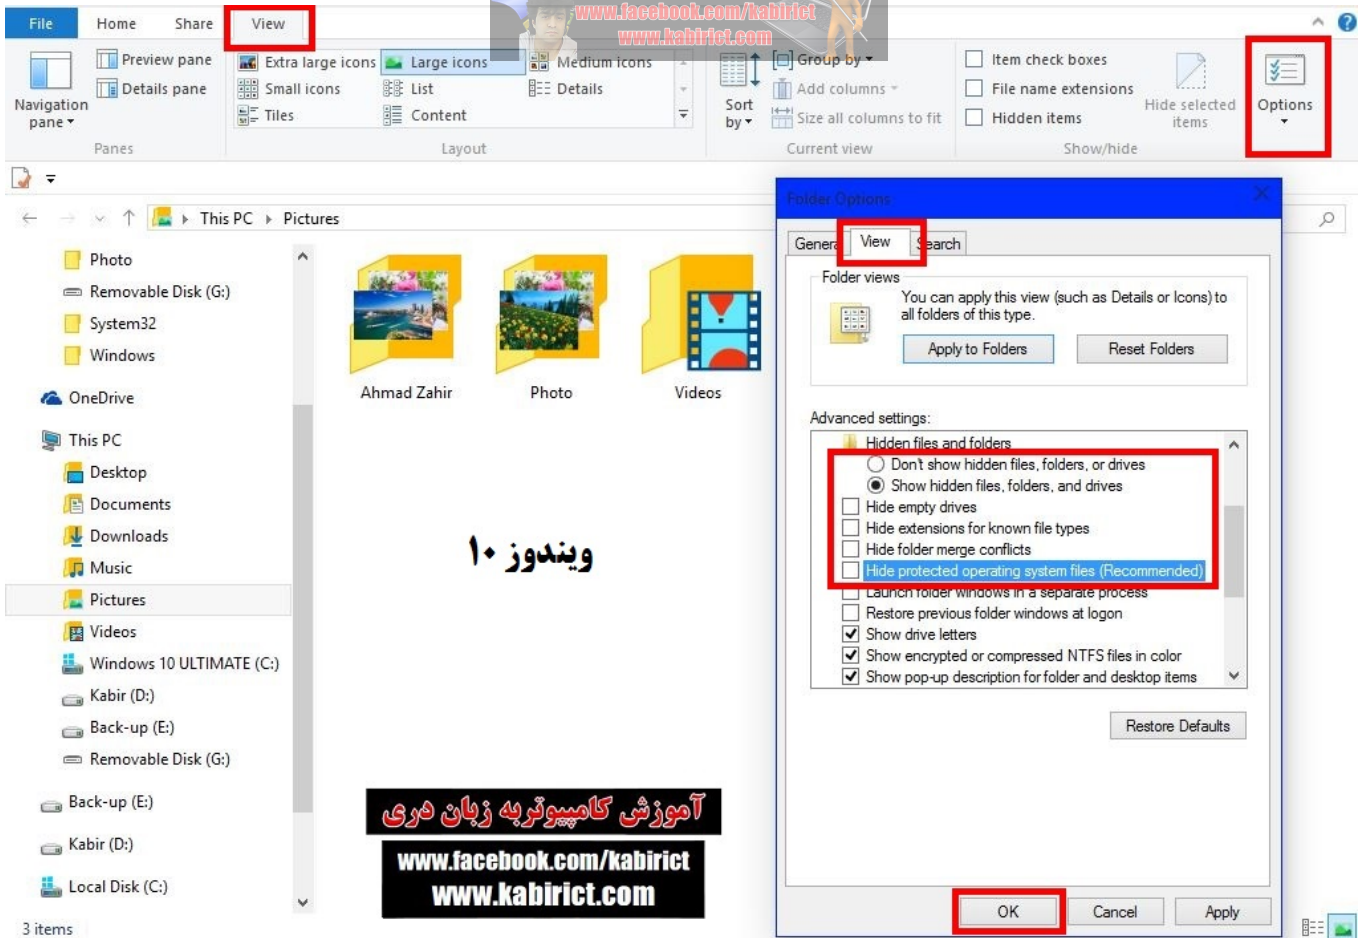 www.facebook.com/kabirict
www.kabirict.com
File Home Share View
Preview pane
Details pane
Navigation pane
Panes
Extra large icons Large icons Medium icons
Small icons List Details
Tiles Content
Layout
Sort by
Group by
Add columns
Size all columns to fit
Current view
Item check boxes
File name extensions
Hidden items
Hide selected items
Show/hide
Options
This PC Pictures
Photo
Removable Disk (G:)
System32
Windows
OneDrive
This PC
Desktop
Documents
Downloads
Music
Pictures
Videos
Windows 10 ULTIMATE (C:)
Kabir (D:)
Back-up (E:)
Removable Disk (G:)
Back-up (E:)
Kabir (D:)
Local Disk (C:)
3 items
Ahmad Zahir Photo Videos
ویندوز ۱۰
آموزش کامپیوتربه زبان دری
www.facebook.com/kabirict
www.kabirict.com
Folder Options
General View Search
Folder views
You can apply this view (such as Details or Icons) to
all folders of this type.
Apply to Folders Reset Folders
Advanced settings:
Hidden files and folders
Don't show hidden files, folders, or drives
Show hidden files, folders, and drives
Hide empty drives
Hide extensions for known file types
Hide folder merge conflicts
Hide protected operating system files (Recommended)
Launch folder windows in a separate process
Restore previous folder windows at logon
Show drive letters
Show encrypted or compressed NTFS files in color
Show pop-up description for folder and desktop items
Restore Defaults
OK Cancel Apply